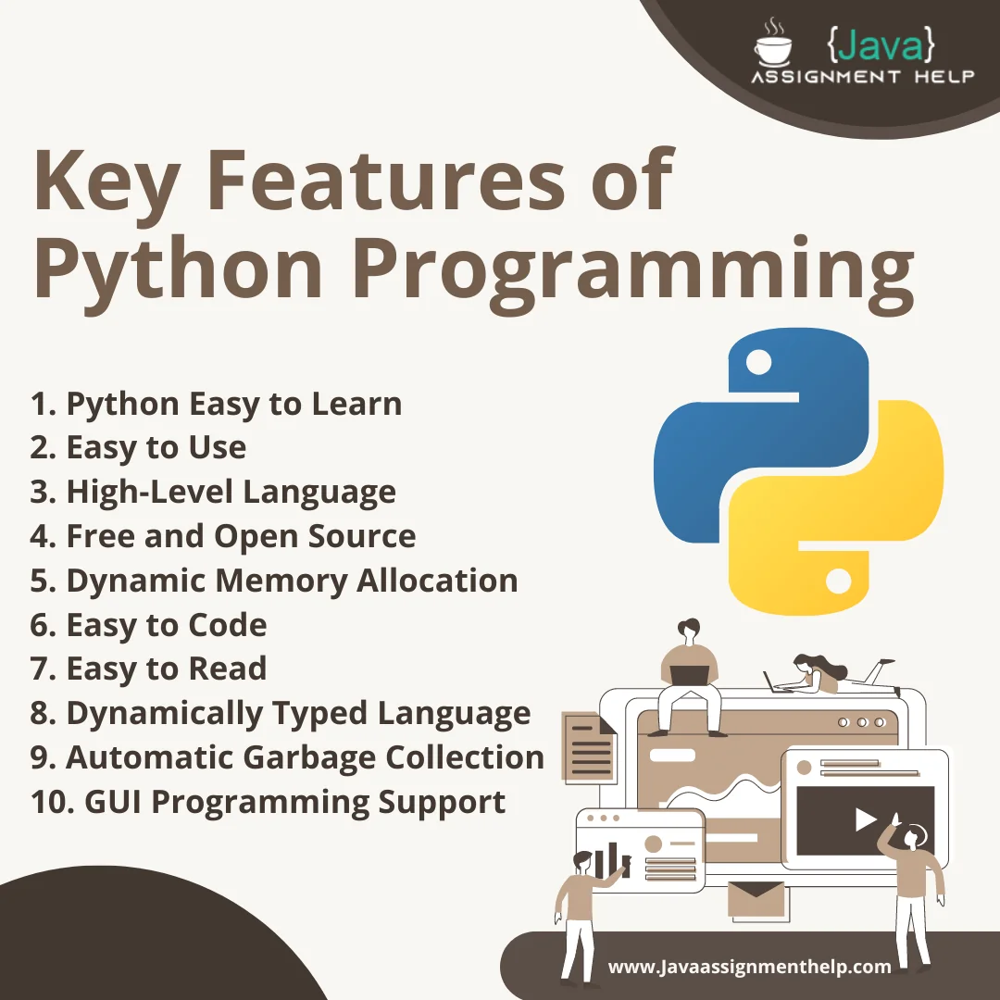 {Java}
ASSIGNMENT HELP
Key Features of
Python Programming
1. Python Easy to Learn
2. Easy to Use
3. High-Level Language
4. Free and Open Source
5. Dynamic Memory Allocation
6. Easy to Code
7. Easy to Read
8. Dynamically Typed Language
9. Automatic Garbage Collection
10. GUI Programming Support
www.Javaassignmenthelp.com